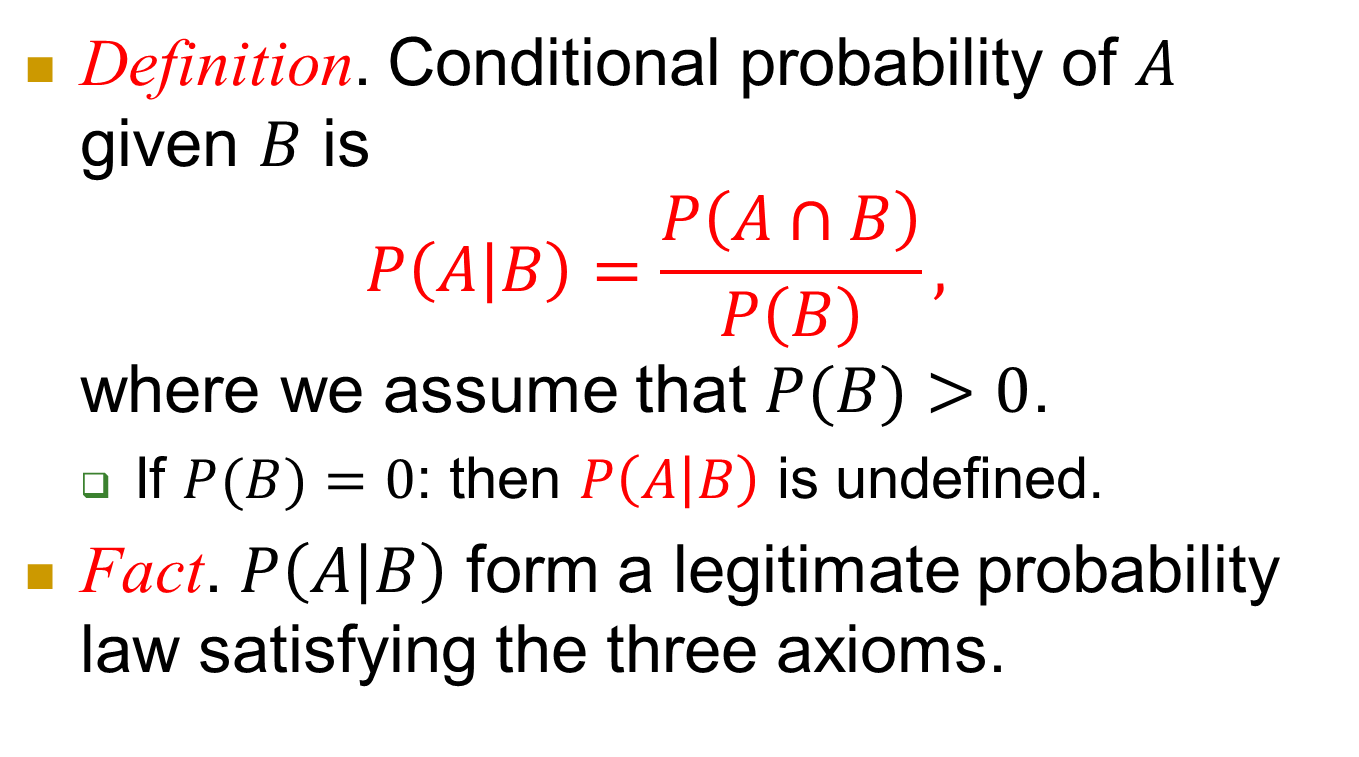 Definition. Conditional probability of A
given B is
P(A|B) = P(A ∩ B) / P(B),
where we assume that P(B) > 0.
If P(B) = 0: then P(A|B) is undefined.
Fact. P(A|B) form a legitimate probability
law satisfying the three axioms.